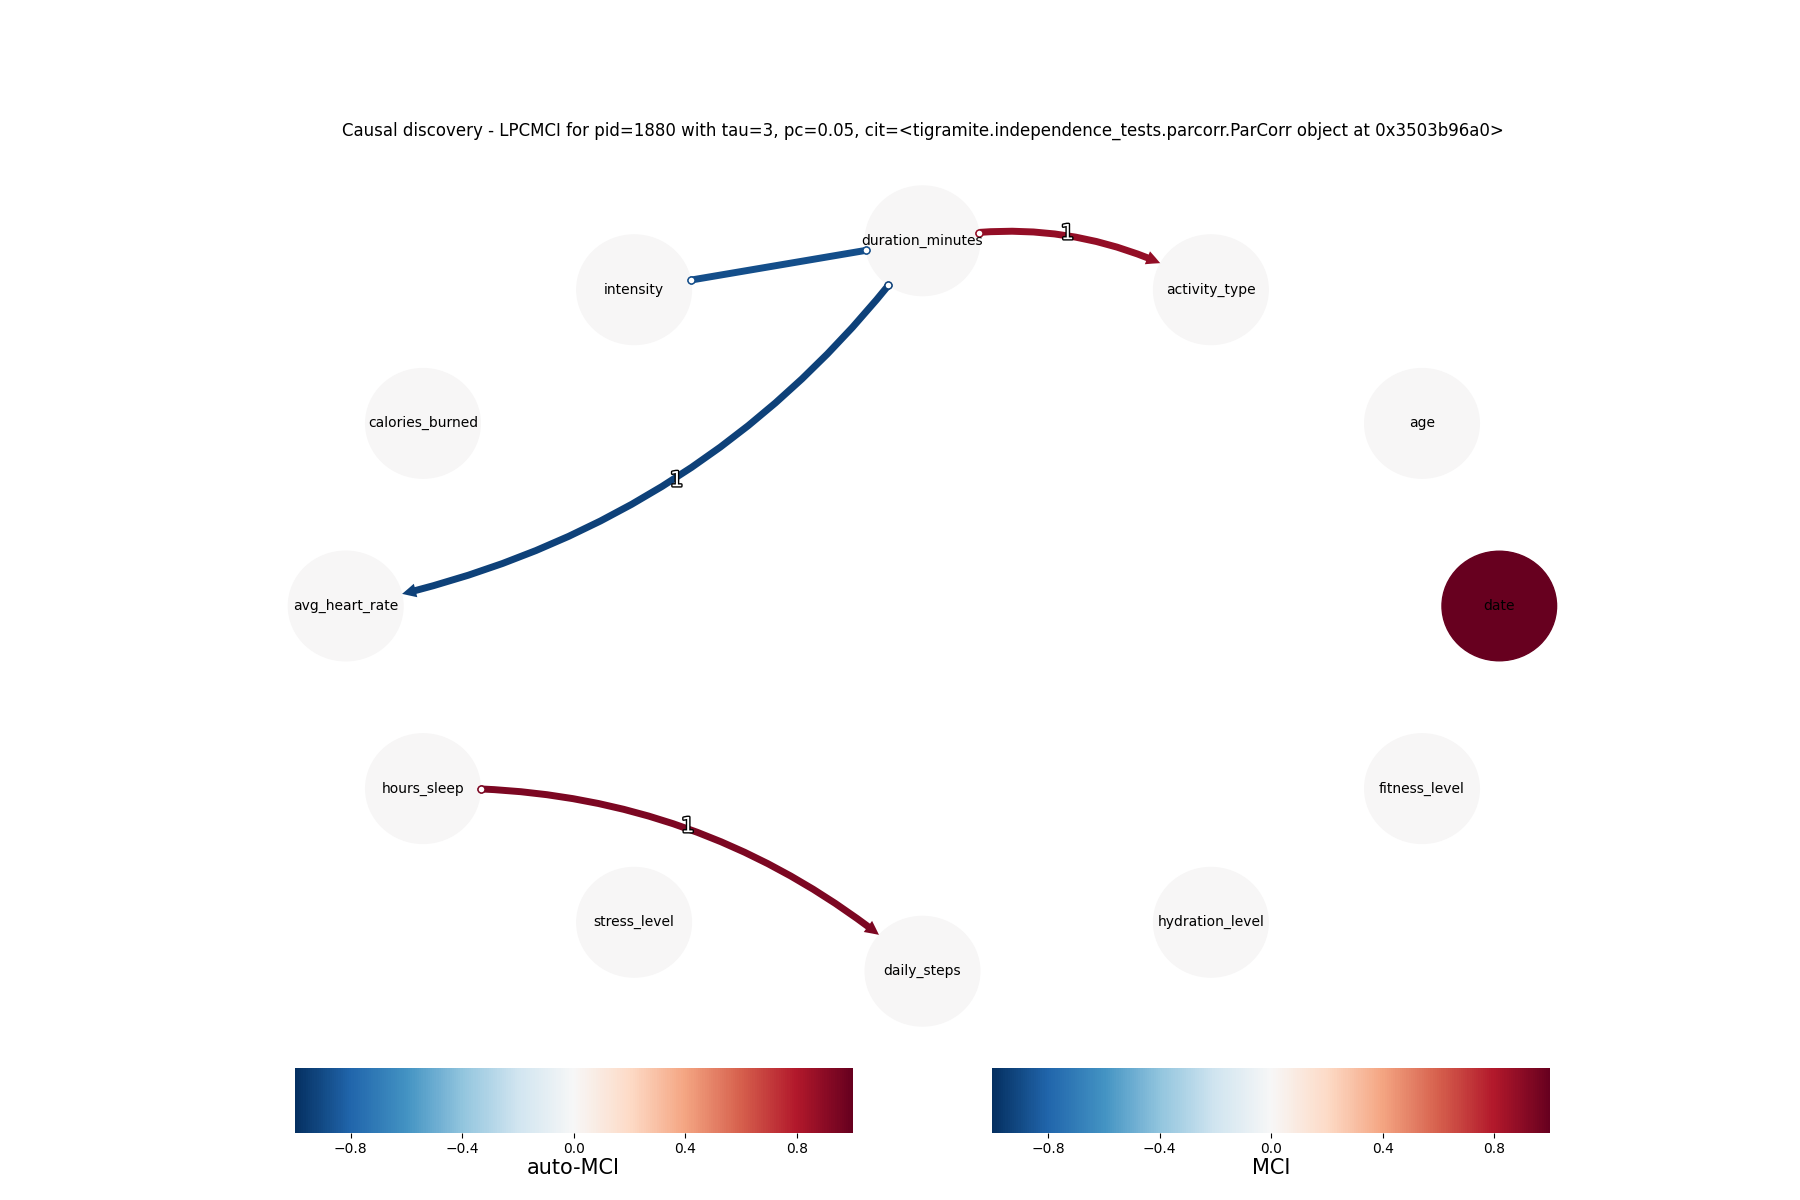 Causal discovery - LPCMCI for pid=1880 with tau=3, pc=0.05, cit=<tigramite.independence_tests.parcorr.ParCorr object at 0x3503b96a0>
duration_minutes
1
intensity
activity_type
calories_burned
age
1
avg_heart_rate
date
hours_sleep
fitness_level
1
stress_level
hydration_level
daily_steps
−0.8 −0.4 0.0 0.4 0.8
auto-MCI
−0.8 −0.4 0.0 0.4 0.8
MCI